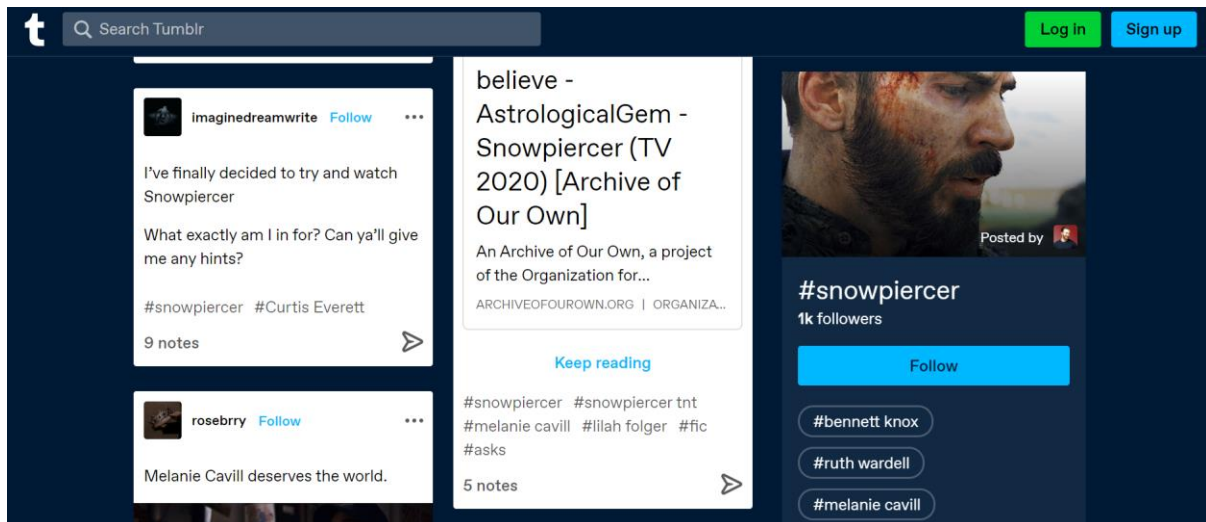 t
Search Tumblr
Log in
Sign up
imaginedreamwrite Follow
I've finally decided to try and watch
Snowpiercer
What exactly am I in for? Can ya'll give
me any hints?
#snowpiercer #Curtis Everett
9 notes
rosebrry Follow
Melanie Cavill deserves the world.
believe -
AstrologicalGem -
Snowpiercer (TV
2020) [Archive of
Our Own]
An Archive of Our Own, a project
of the Organization for...
ARCHIVEOFOUROWN.ORG | ORGANIZA...
Keep reading
#snowpiercer #snowpiercer tnt
#melanie cavill #lilah folger #fic
#asks
5 notes
Posted by
#snowpiercer
1k followers
Follow
#bennett knox
#ruth wardell
#melanie cavill